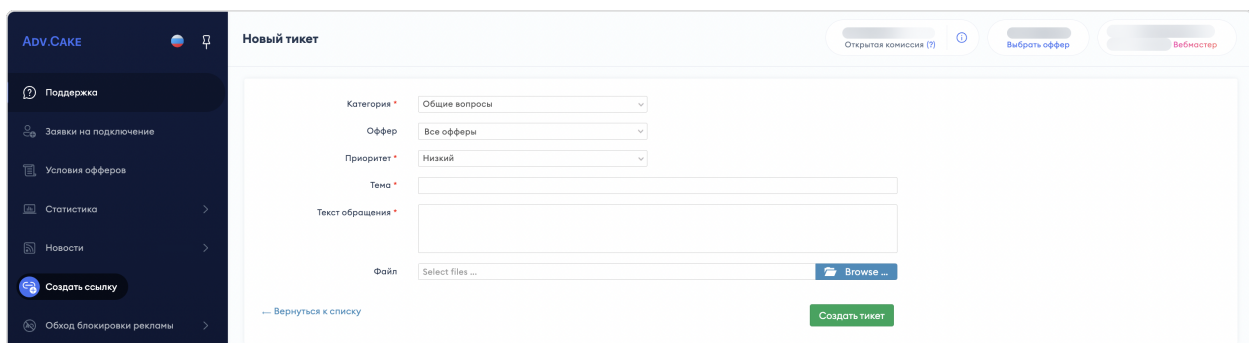 ADV.CAKE
Новый тикет
Открытая комиссия (?)
Выбрать оффер
Вебмастер
Поддержка
Заявки на подключение
Условия офферов
Статистика
Новости
Создать ссылку
Обход блокировки рекламы
Категория * Общие вопросы
Оффер Все офферы
Приоритет * Низкий
Тема *
Текст обращения *
Файл Select files ... Browse ...
← Вернуться к списку
Создать тикет